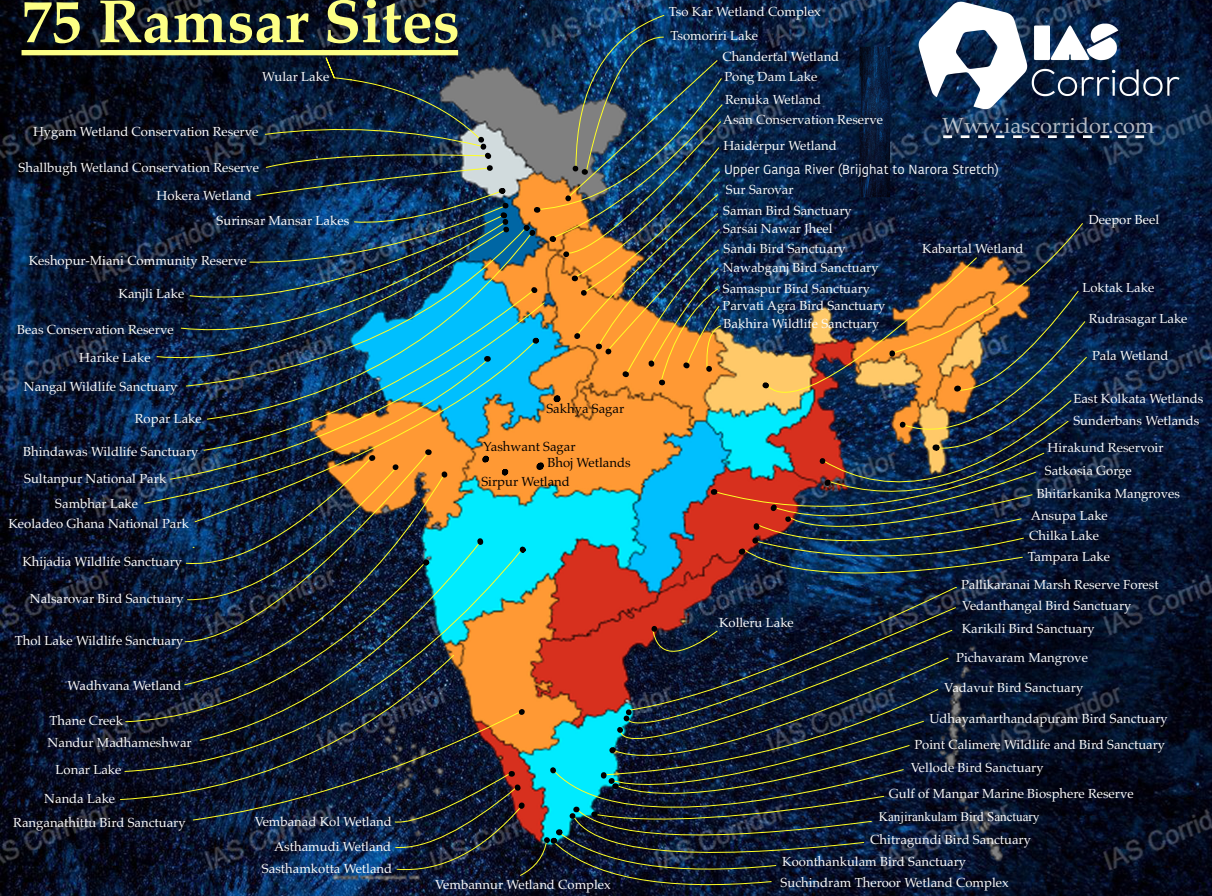 75 Ramsar Sites
IAS
Corridor
Www.iascorridor.com
Wular Lake
Hygam Wetland Conservation Reserve
Shallbugh Wetland Conservation Reserve
Hokera Wetland
Surinsar Mansar Lakes
Keshopur-Miani Community Reserve
Kanjli Lake
Beas Conservation Reserve
Harike Lake
Nangal Wildlife Sanctuary
Ropar Lake
Bhindawas Wildlife Sanctuary
Sultanpur National Park
Sambhar Lake
Keoladeo Ghana National Park
Khijadia Wildlife Sanctuary
Nalsarovar Bird Sanctuary
Thol Lake Wildlife Sanctuary
Wadhvana Wetland
Thane Creek
Nandur Madhameshwar
Lonar Lake
Nanda Lake
Ranganathittu Bird Sanctuary
Vembanad Kol Wetland
Asthamudi Wetland
Sasthamkotta Wetland
Vembannur Wetland Complex
Tso Kar Wetland Complex
Tsomoriri Lake
Chandertal Wetland
Pong Dam Lake
Renuka Wetland
Asan Conservation Reserve
Haiderpur Wetland
Upper Ganga River (Brijghat to Narora Stretch)
Sur Sarovar
Saman Bird Sanctuary
Sarsai Nawar Jheel
Sandi Bird Sanctuary
Nawabganj Bird Sanctuary
Samaspur Bird Sanctuary
Parvati Agra Bird Sanctuary
Bakhira Wildlife Sanctuary
Sakhya Sagar
Yashwant Sagar
Bhoj Wetlands
Sirpur Wetland
Deepor Beel
Kabartal Wetland
Loktak Lake
Rudrasagar Lake
Pala Wetland
East Kolkata Wetlands
Sunderbans Wetlands
Hirakund Reservoir
Satkosia Gorge
Bhitarkanika Mangroves
Ansupa Lake
Chilka Lake
Tampara Lake
Kolleru Lake
Pallikaranai Marsh Reserve Forest
Vedanthangal Bird Sanctuary
Karikili Bird Sanctuary
Pichavaram Mangrove
Vadavur Bird Sanctuary
Udhayamarthandapuram Bird Sanctuary
Point Calimere Wildlife and Bird Sanctuary
Vellode Bird Sanctuary
Gulf of Mannar Marine Biosphere Reserve
Kanjirankulam Bird Sanctuary
Chitragundi Bird Sanctuary
Koonthankulam Bird Sanctuary
Suchindram Theroor Wetland Complex